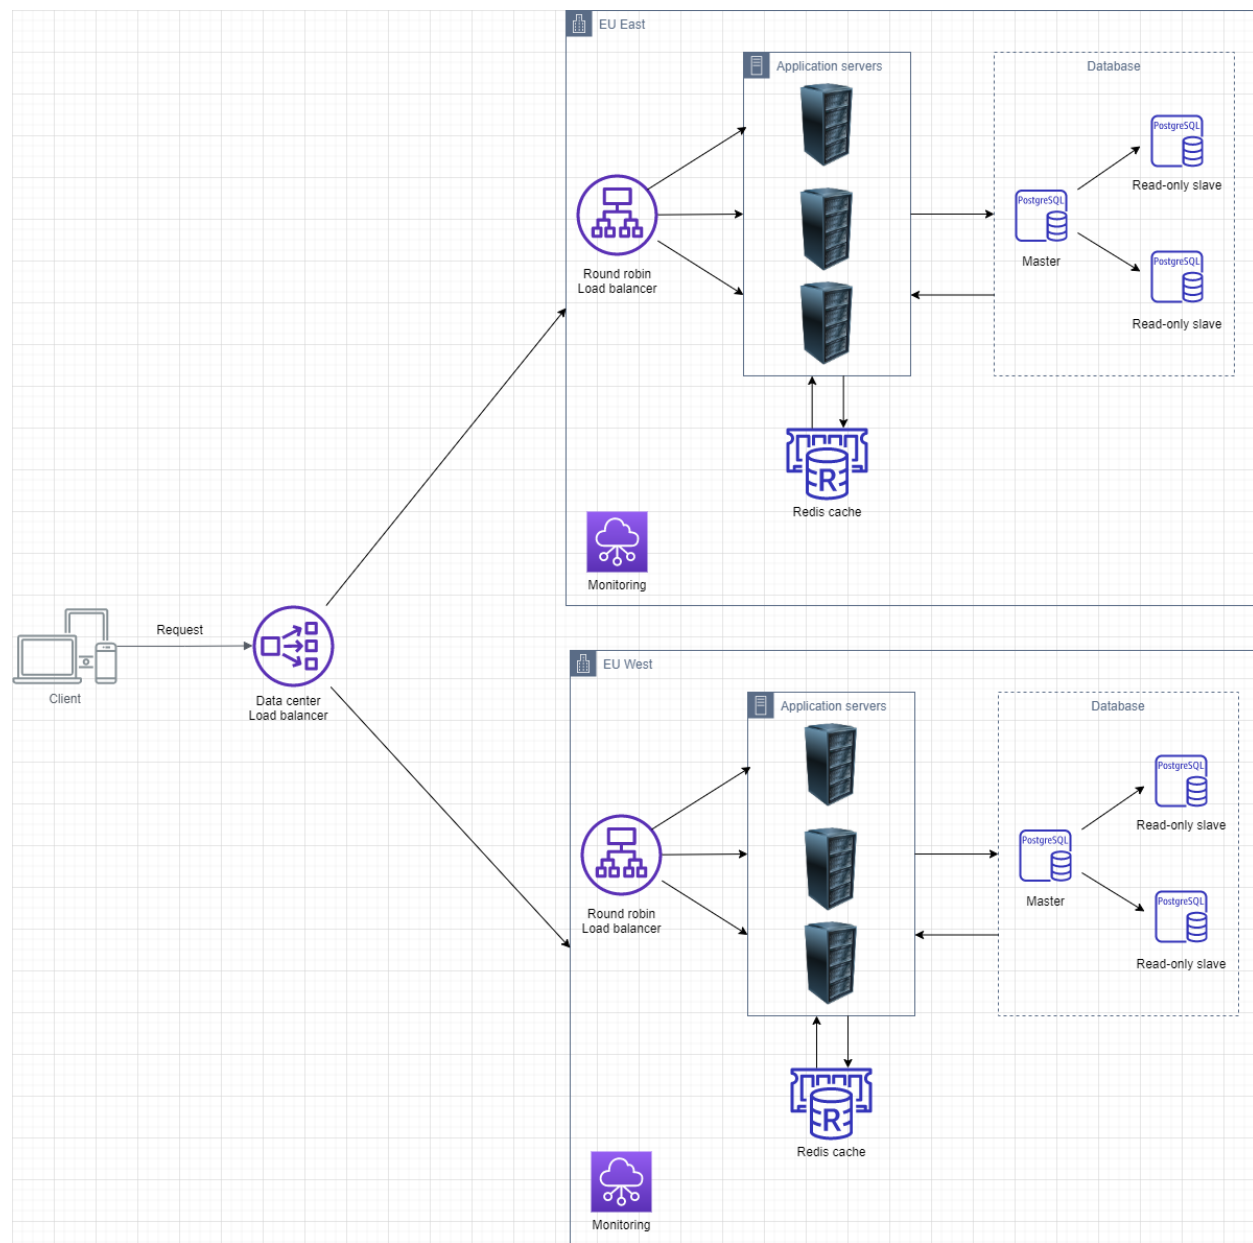 EU East
Application servers
Database
PostgreSQL
Read-only slave
PostgreSQL
Master
PostgreSQL
Read-only slave
Round robin
Load balancer
R
Redis cache
Monitoring
Client
Request
Data center
Load balancer
EU West
Application servers
Database
PostgreSQL
Read-only slave
PostgreSQL
Master
PostgreSQL
Read-only slave
Round robin
Load balancer
R
Redis cache
Monitoring